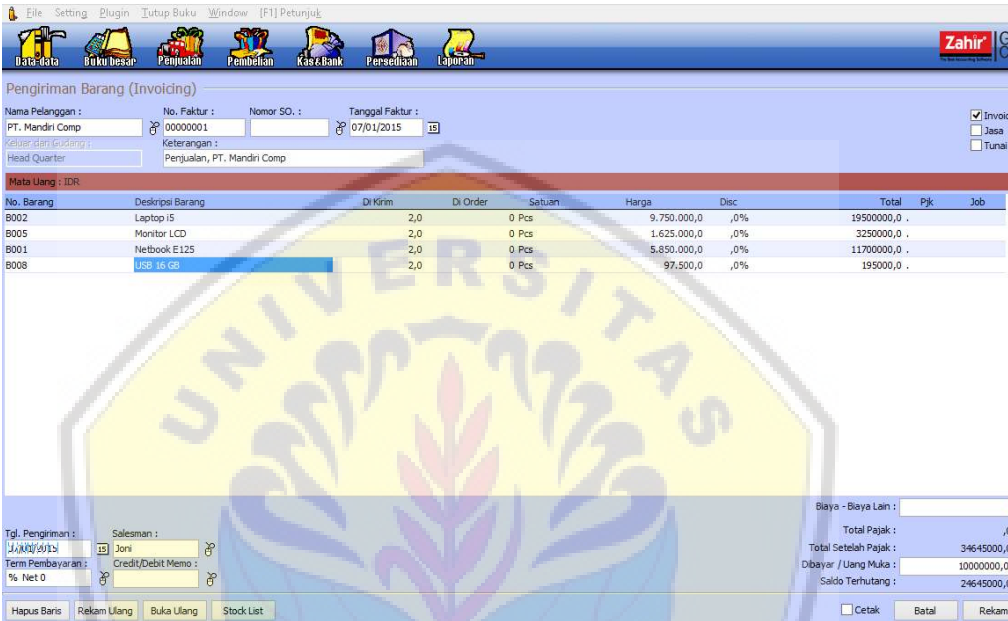 File Setting Plugin Tutup Buku Window [F1] Petunjuk
Data-data Buku besar Penjualan Pembelian Kas&Bank Persediaan Laporan Zahir
Pengiriman Barang (Invoicing)
Nama Pelanggan : No. Faktur : Nomor SO. : Tanggal Faktur :
PT. Mandiri Comp 00000001 07/01/2015 15 Invoic
Keluar dari Gudang : Keterangan : Jasa
Head Quarter Penjualan, PT. Mandiri Comp Tunai
Mata Uang : IDR
No. Barang Deskripsi Barang Di Kirim Di Order Satuan Harga Disc Total Pjk Job
B002 Laptop i5 2,0 0 Pcs 9.750.000,0 ,0% 19500000,0 .
B005 Monitor LCD 2,0 0 Pcs 1.625.000,0 ,0% 3250000,0 .
B001 Netbook E125 2,0 0 Pcs 5.850.000,0 ,0% 11700000,0 .
B008 USB 16 GB 2,0 0 Pcs 97.500,0 ,0% 195000,0 .
UNIVERSITAS
Biaya - Biaya Lain :
Tgl. Pengiriman : Salesman : Total Pajak : ,0
15 Joni Total Setelah Pajak : 34645000,0
Term Pembayaran : Credit/Debit Memo : Dibayar / Uang Muka : 10000000,0
% Net 0 Saldo Terhutang : 24645000,0
Hapus Baris Rekam Ulang Buka Ulang Stock List Cetak Batal Rekam